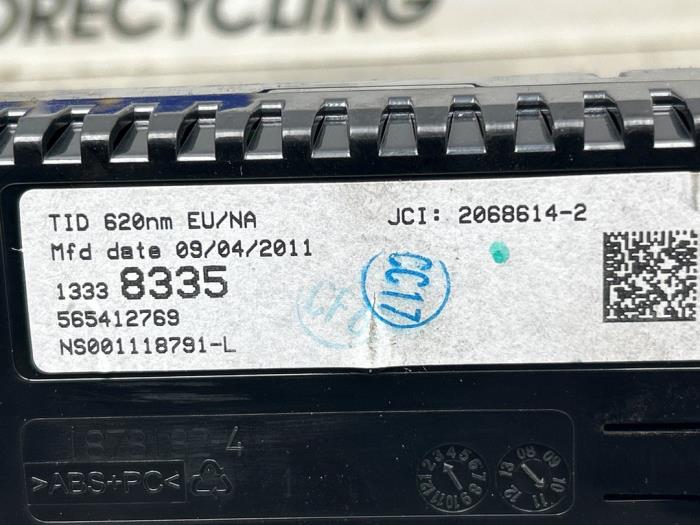 ORECYCLING
TID 620nm EU/NA
JCI: 2068614-2
Mfd date 09/04/2011
1333 8335
565412769
NS001118791-L
CC17
>ABS+PC<